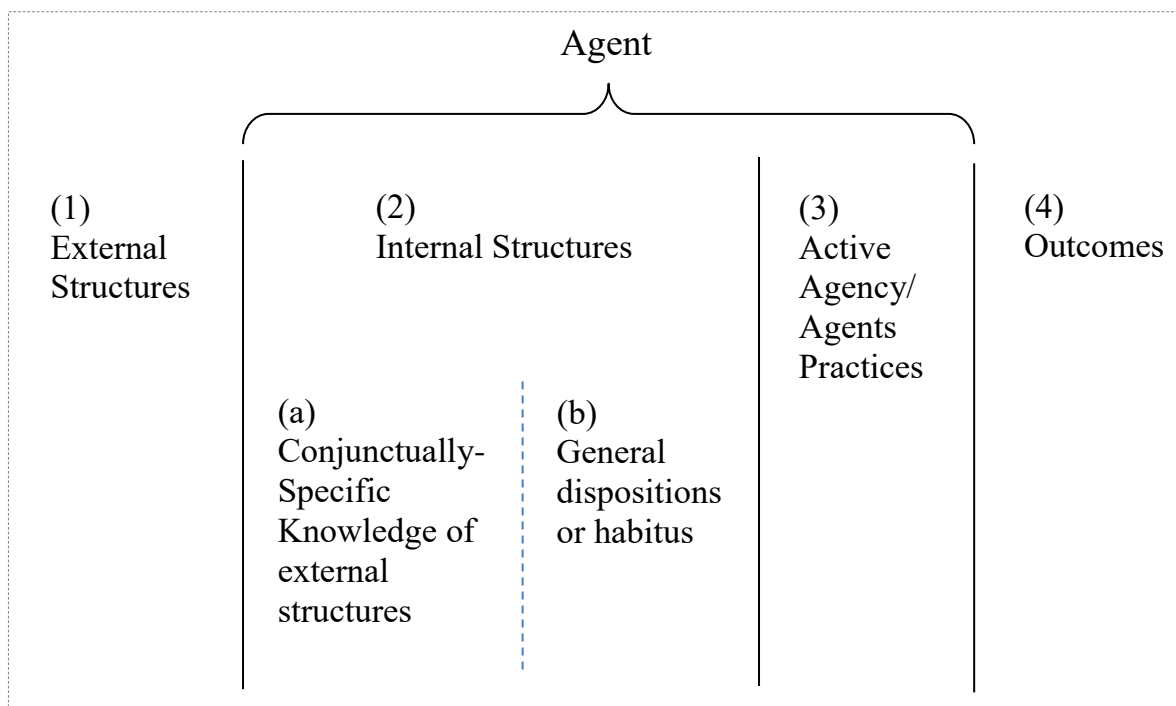 Agent
(1)
External
Structures
(2)
Internal Structures
(a)
Conjunctually-
Specific
Knowledge of
external
structures
(b)
General
dispositions
or habitus
(3)
Active
Agency/
Agents
Practices
(4)
Outcomes